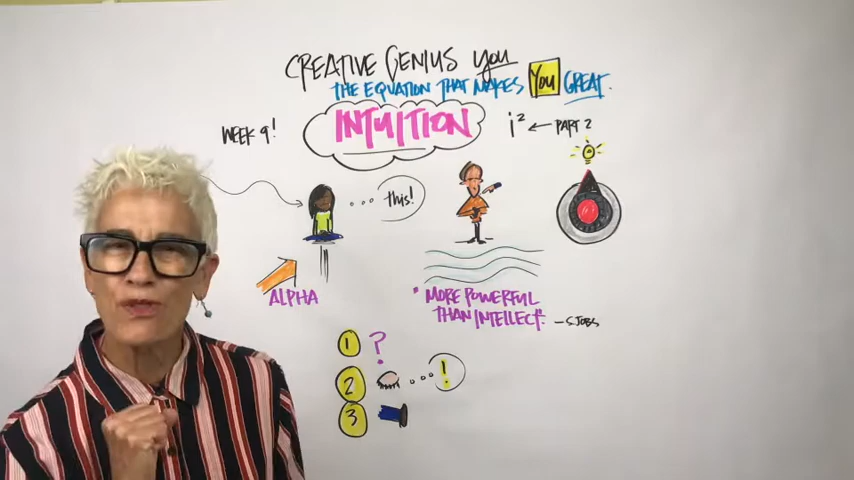 CREATIVE GENIUS you
THE EQUATION THAT MAKES YOU GREAT.
WEEK 9!
INTUITION
i² ← PART 2
... this!
ALPHA
"MORE POWERFUL
THAN INTELLECT."
— S. JOBS
1 ?
2 ... !
3